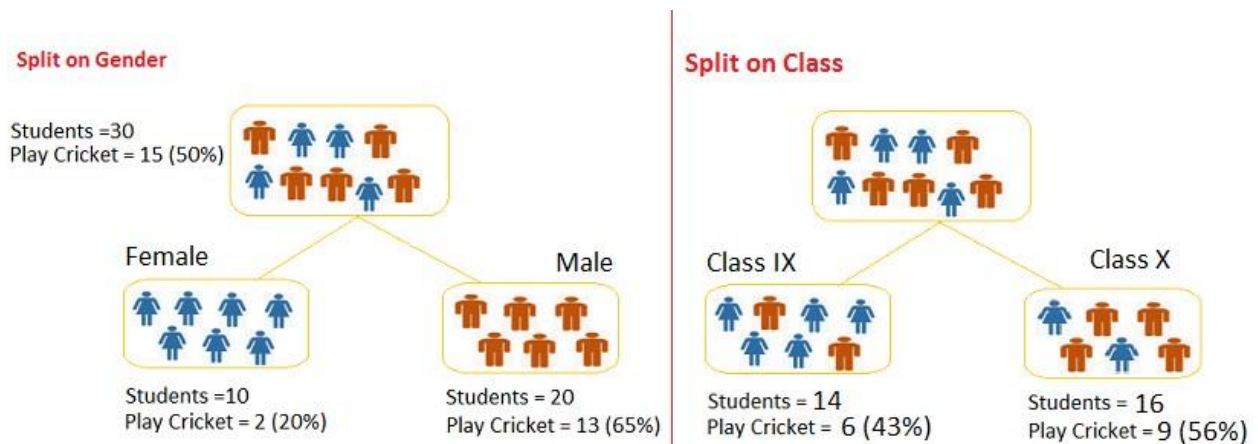 Split on Gender
Students =30
Play Cricket = 15 (50%)
Female
Male
Students =10
Play Cricket = 2 (20%)
Students = 20
Play Cricket = 13 (65%)
Split on Class
Class IX
Class X
Students = 14
Play Cricket = 6 (43%)
Students = 16
Play Cricket = 9 (56%)